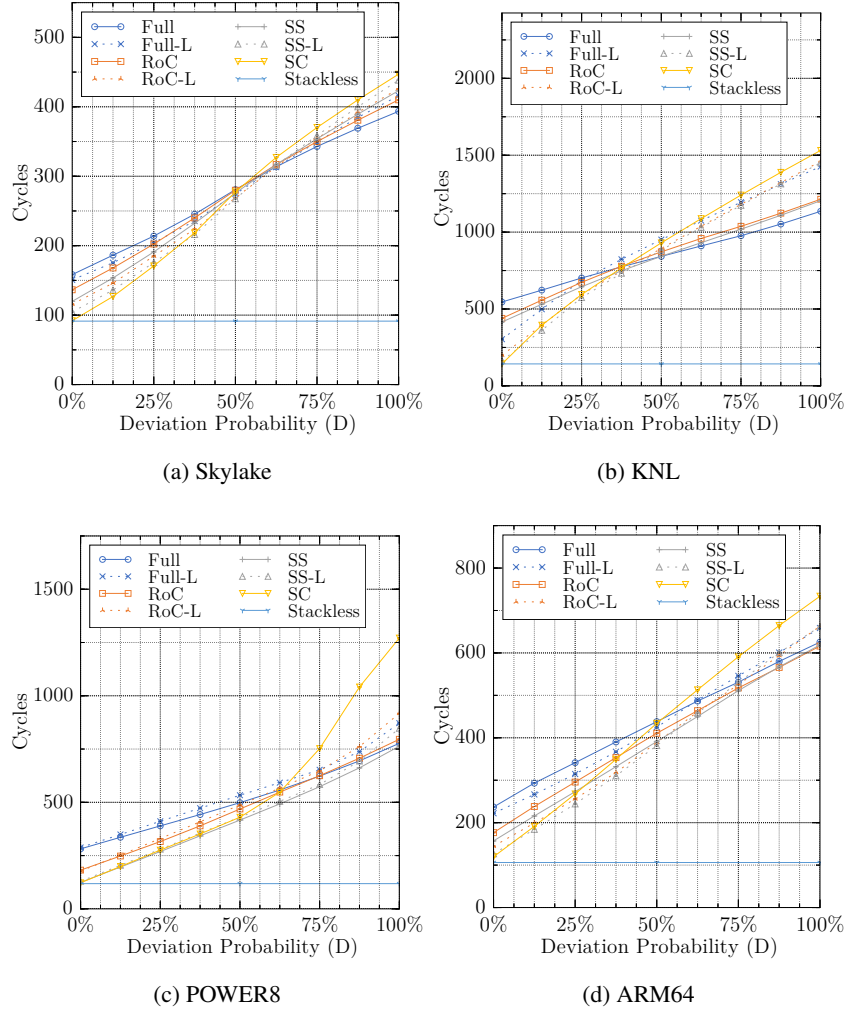 Full SS
Full-L SS-L
RoC SC
RoC-L Stackless
500
400
300
200
100
0
Cycles
0% 25% 50% 75% 100%
Deviation Probability (D)
(a) Skylake
Full SS
Full-L SS-L
RoC SC
RoC-L Stackless
2250
1500
1000
500
0
Cycles
0% 25% 50% 75% 100%
Deviation Probability (D)
(b) KNL
Full SS
Full-L SS-L
RoC SC
RoC-L Stackless
1750
1250
1000
500
0
Cycles
0% 25% 50% 75% 100%
Deviation Probability (D)
(c) POWER8
Full SS
Full-L SS-L
RoC SC
RoC-L Stackless
800
600
400
200
0
Cycles
0% 25% 50% 75% 100%
Deviation Probability (D)
(d) ARM64